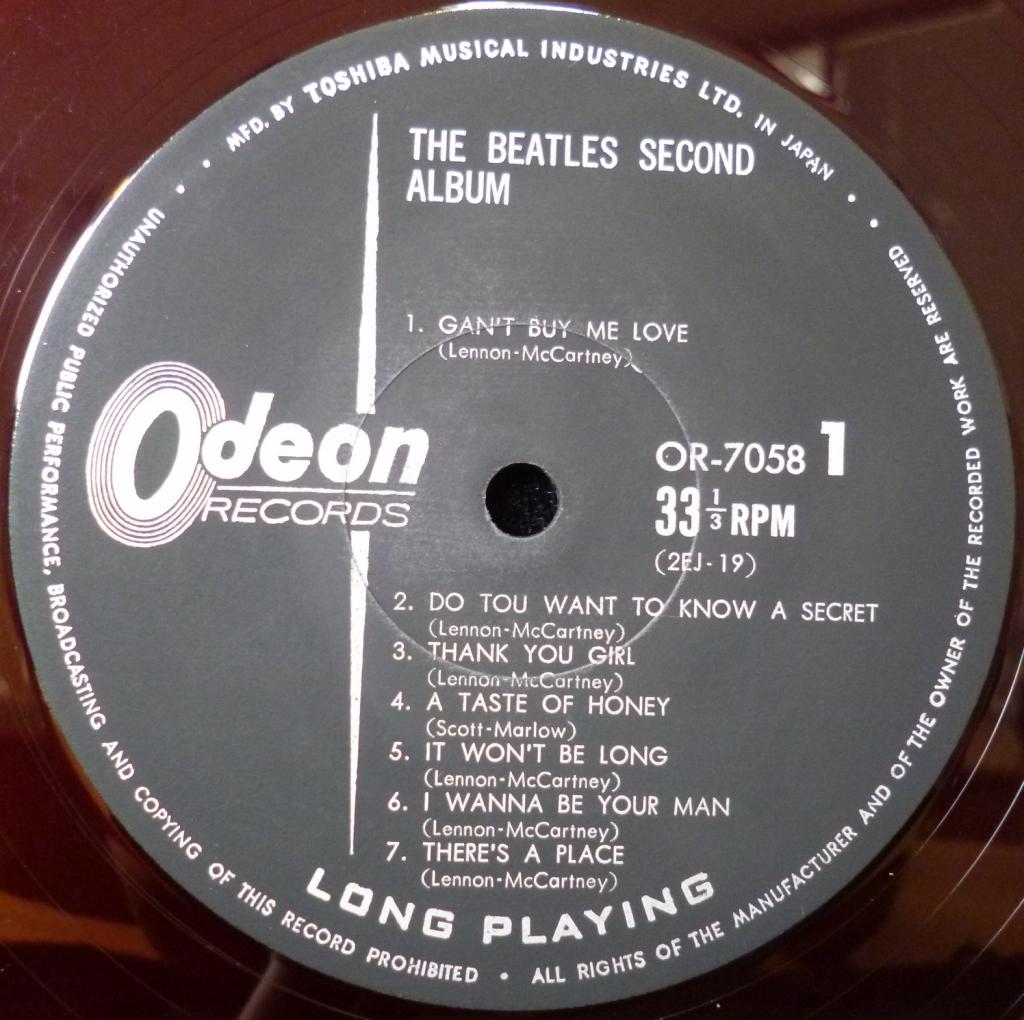 MFD. BY TOSHIBA MUSICAL INDUSTRIES LTD. IN JAPAN
THE BEATLES SECOND
ALBUM
1. GAN'T BUY ME LOVE
(Lennon-McCartney)
Odeon
RECORDS
OR-7058 1
33 1/3 RPM
(2EJ-19)
2. DO TOU WANT TO KNOW A SECRET
(Lennon-McCartney)
3. THANK YOU GIRL
(Lennon-McCartney)
4. A TASTE OF HONEY
(Scott-Marlow)
5. IT WON'T BE LONG
(Lennon-McCartney)
6. I WANNA BE YOUR MAN
(Lennon-McCartney)
7. THERE'S A PLACE
(Lennon-McCartney)
LONG PLAYING
UNAUTHORIZED PUBLIC PERFORMANCE, BROADCASTING AND COPYING OF THIS RECORD PROHIBITED • ALL RIGHTS OF THE MANUFACTURER AND OF THE OWNER OF THE RECORDED WORK ARE RESERVED